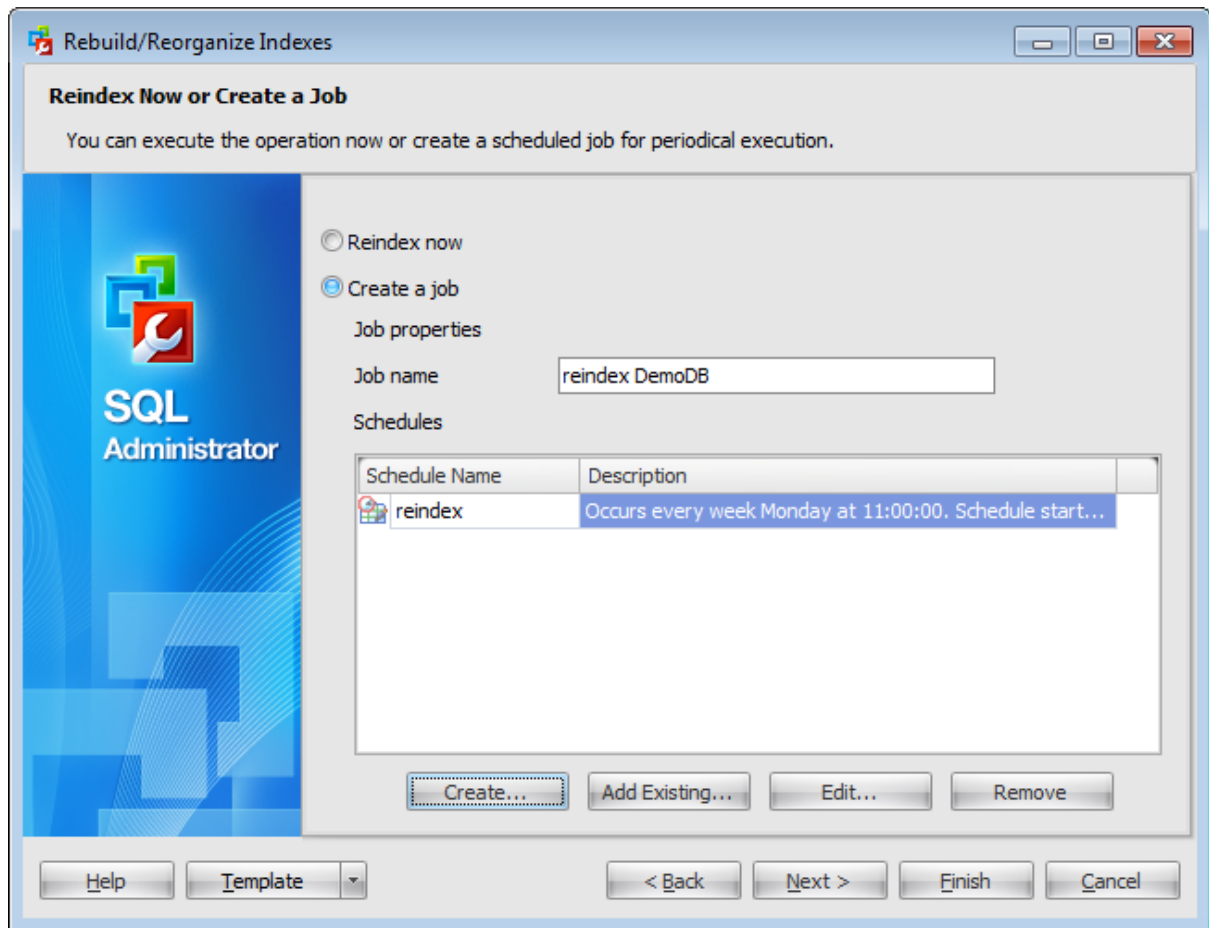 Rebuild/Reorganize Indexes
Reindex Now or Create a Job
You can execute the operation now or create a scheduled job for periodical execution.
SQL
Administrator
Reindex now
Create a job
Job properties
Job name reindex DemoDB
Schedules
Schedule Name Description
reindex Occurs every week Monday at 11:00:00. Schedule start...
Create... Add Existing... Edit... Remove
Help Template < Back Next > Finish Cancel